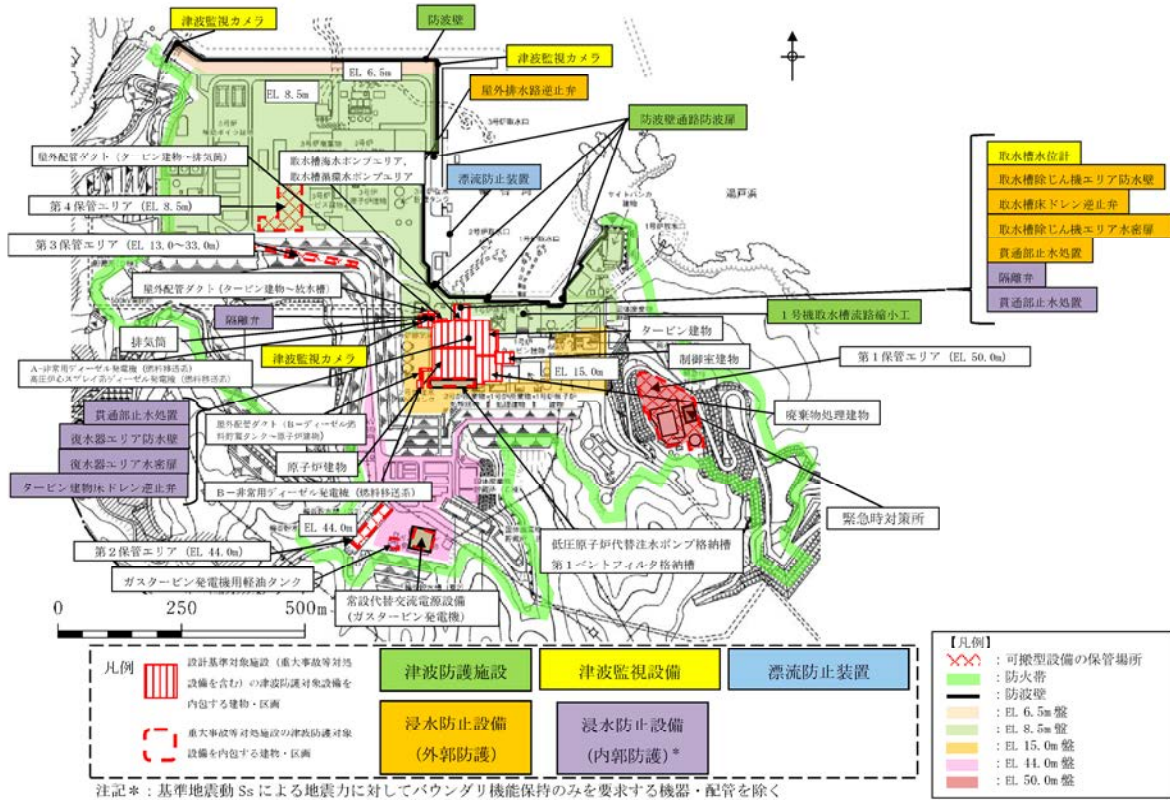 津波監視カメラ
防波壁
津波監視カメラ
EL 6.5m
EL 8.5m
屋外排水路逆止弁
防波壁通路防波扉
屋外配管ダクト（タービン建物～排気筒）
取水槽海水ポンプエリア，
取水槽循環水ポンプエリア
漂流防止装置
サイトバンカ
建物
取水槽水位計
取水槽除じん機エリア防水壁
取水槽床ドレン逆止弁
取水槽除じん機エリア水密扉
貫通部止水処置
隔離弁
貫通部止水処置
第４保管エリア（EL 8.5m）
第３保管エリア（EL 13.0～33.0m）
屋外配管ダクト（タービン建物～放水槽）
隔離弁
排気筒
津波監視カメラ
1号機取水槽流路縮小工
タービン建物
制御室建物
第１保管エリア（EL 50.0m）
EL 15.0m
A-非常用ディーゼル発電機（燃料移送系）
高圧炉心スプレイ系ディーゼル発電機（燃料移送系）
廃棄物処理建物
貫通部止水処置
復水器エリア防水壁
復水器エリア水密扉
タービン建物床ドレン逆止弁
屋外配管ダクト（B-ディーゼル燃
料貯蔵タンク～原子炉建物）
原子炉建物
B-非常用ディーゼル発電機（燃料移送系）
緊急時対策所
EL 44.0m
第２保管エリア（EL 44.0m）
低圧原子炉代替注水ポンプ格納槽
第１ベントフィルタ格納槽
ガスタービン発電機用軽油タンク
常設代替交流電源設備
(ガスタービン発電機)
0 250 500m
凡例
設計基準対象施設（重大事故等対処
設備を含む）の津波防護対象設備を
内包する建物・区画
重大事故等対処施設の津波防護対象
設備を内包する建物・区画
津波防護施設
津波監視設備
漂流防止装置
浸水防止設備
(外郭防護)
浸水防止設備
(内郭防護)*
【凡例】
：可搬型設備の保管場所
：防火帯
：防波壁
：EL 6.5m 盤
：EL 8.5m 盤
：EL 15.0m 盤
：EL 44.0m 盤
：EL 50.0m 盤
注記*：基準地震動 Ss による地震力に対してバウンダリ機能保持のみを要求する機器・配管を除く